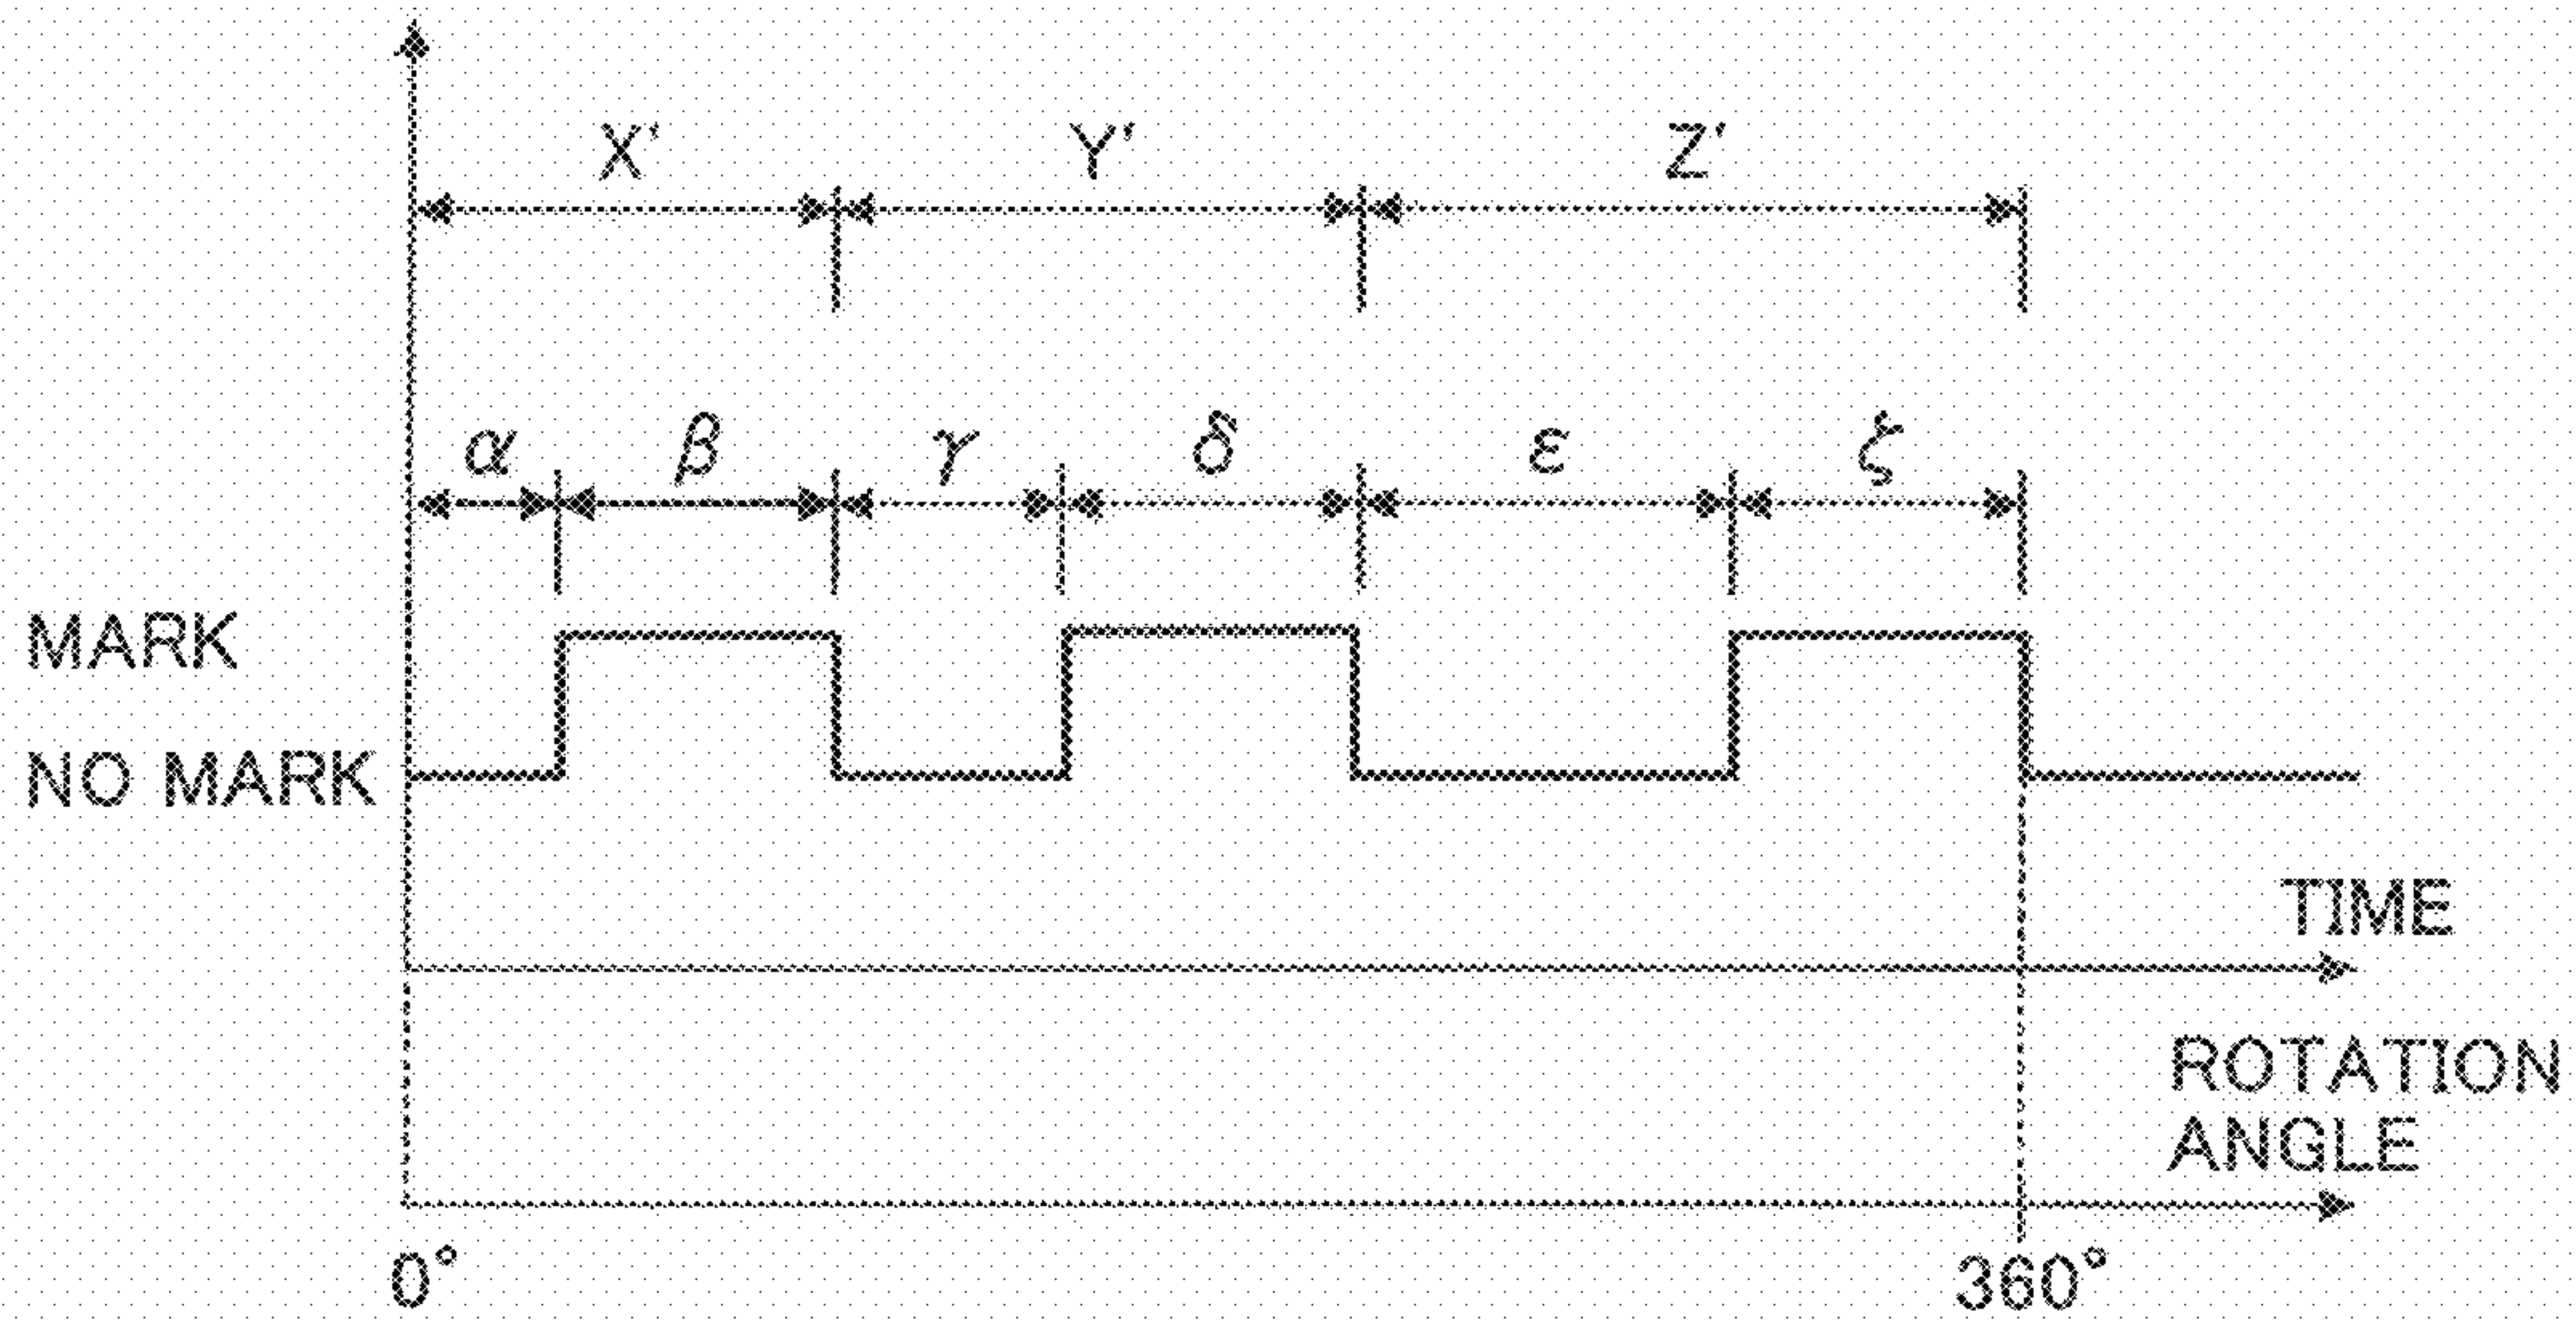 X' Y' Z'
α β γ δ ε ζ
MARK
NO MARK
TIME
ROTATION
ANGLE
0° 360°